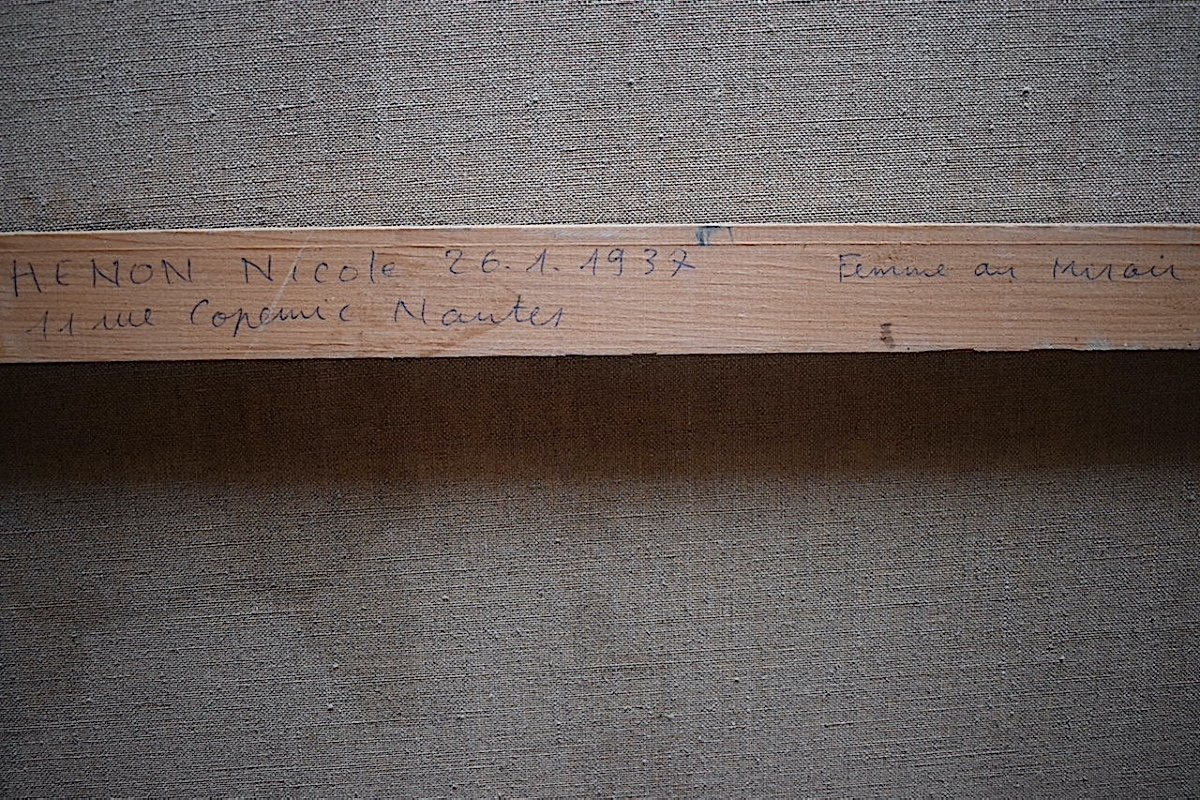 HENON Nicole 26.1.1937 Femme au Miroir
11 rue Copernic Nantes